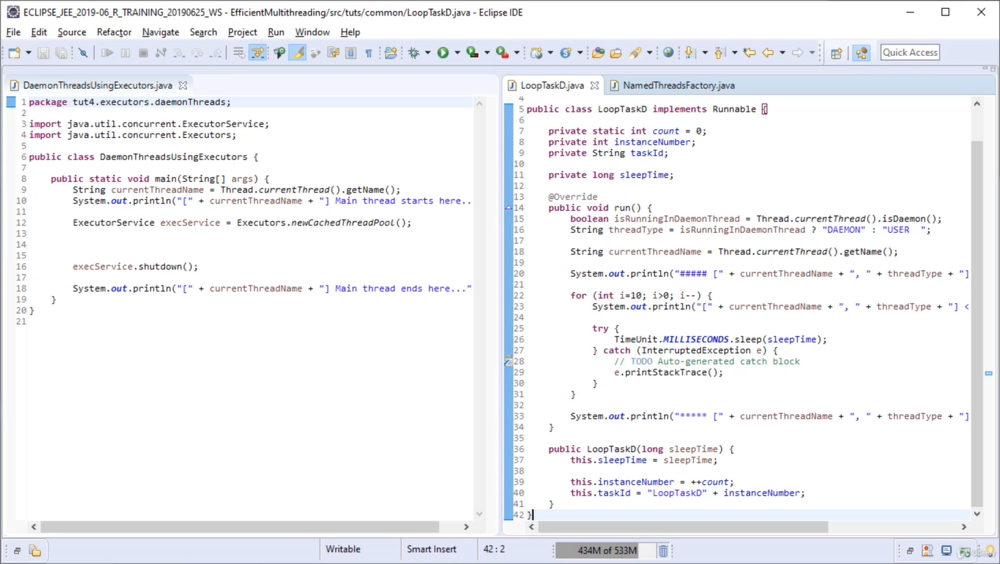 ECLIPSE_JEE_2019-06_R_TRAINING_20190625_WS - EfficientMultithreading/src/tuts/common/LoopTaskD.java - Eclipse IDE
File Edit Source Refactor Navigate Search Project Run Window Help
Quick Access
DaemonThreadsUsingExecutors.java
1 package tut4.executors.daemonThreads;
2
3 import java.util.concurrent.ExecutorService;
4 import java.util.concurrent.Executors;
5
6 public class DaemonThreadsUsingExecutors {
7
8 public static void main(String[] args) {
9 String currentThreadName = Thread.currentThread().getName();
10 System.out.println("[" + currentThreadName + "] Main thread starts here..
11
12 ExecutorService execService = Executors.newCachedThreadPool();
13
14
15
16 execService.shutdown();
17
18 System.out.println("[" + currentThreadName + "] Main thread ends here..."
19 }
20 }
21
LoopTaskD.java NamedThreadsFactory.java
4
5 public class LoopTaskD implements Runnable {
6
7 private static int count = 0;
8 private int instanceNumber;
9 private String taskId;
10
11 private long sleepTime;
12
13 @Override
14 public void run() {
15 boolean isRunningInDaemonThread = Thread.currentThread().isDaemon();
16 String threadType = isRunningInDaemonThread ? "DAEMON" : "USER  ";
17
18 String currentThreadName = Thread.currentThread().getName();
19
20 System.out.println("##### [" + currentThreadName + ", " + threadType + "]
21
22 for (int i=10; i>0; i--) {
23 System.out.println("[" + currentThreadName + ", " + threadType + "] <
24
25 try {
26 TimeUnit.MILLISECONDS.sleep(sleepTime);
27 } catch (InterruptedException e) {
28 // TODO Auto-generated catch block
29 e.printStackTrace();
30 }
31 }
32
33 System.out.println("***** [" + currentThreadName + ", " + threadType + "]
34 }
35
36 public LoopTaskD(long sleepTime) {
37 this.sleepTime = sleepTime;
38
39 this.instanceNumber = ++count;
40 this.taskId = "LoopTaskD" + instanceNumber;
41 }
42 }
Writable Smart Insert 42 : 2 434M of 533M